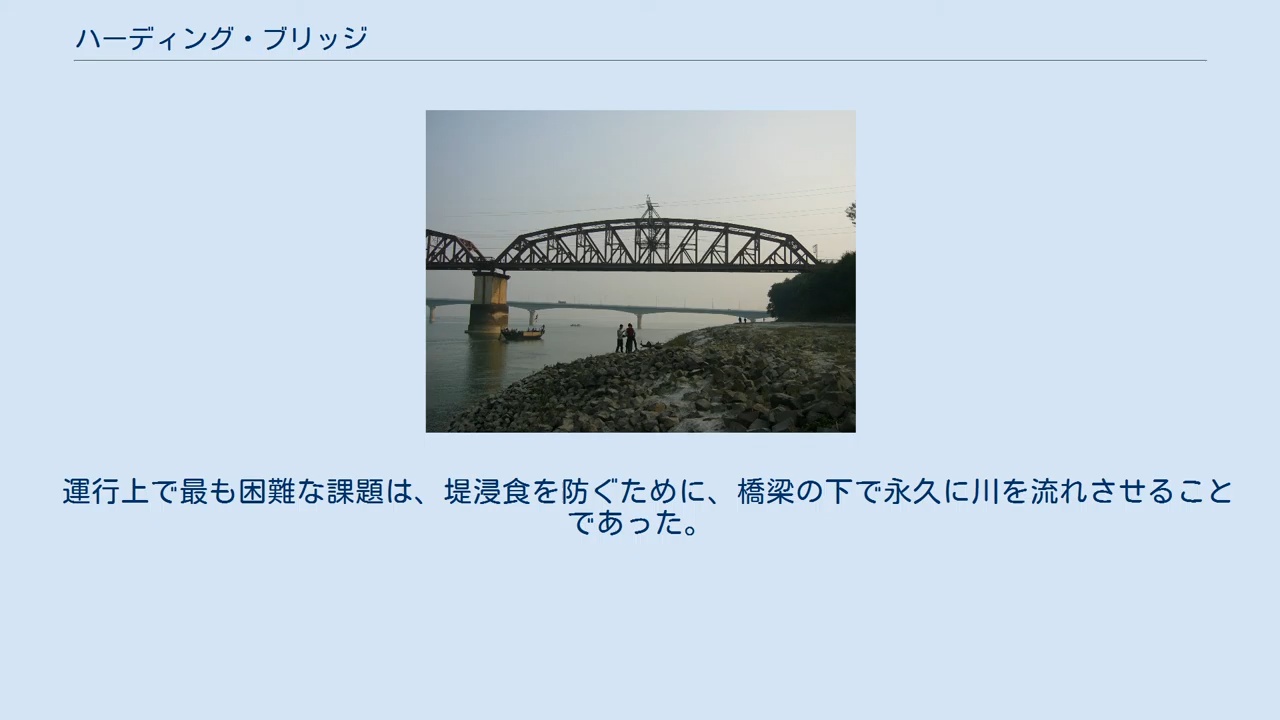 ハーディング・ブリッジ
運行上で最も困難な課題は、堤浸食を防ぐために、橋梁の下で永久に川を流れさせること
であった。